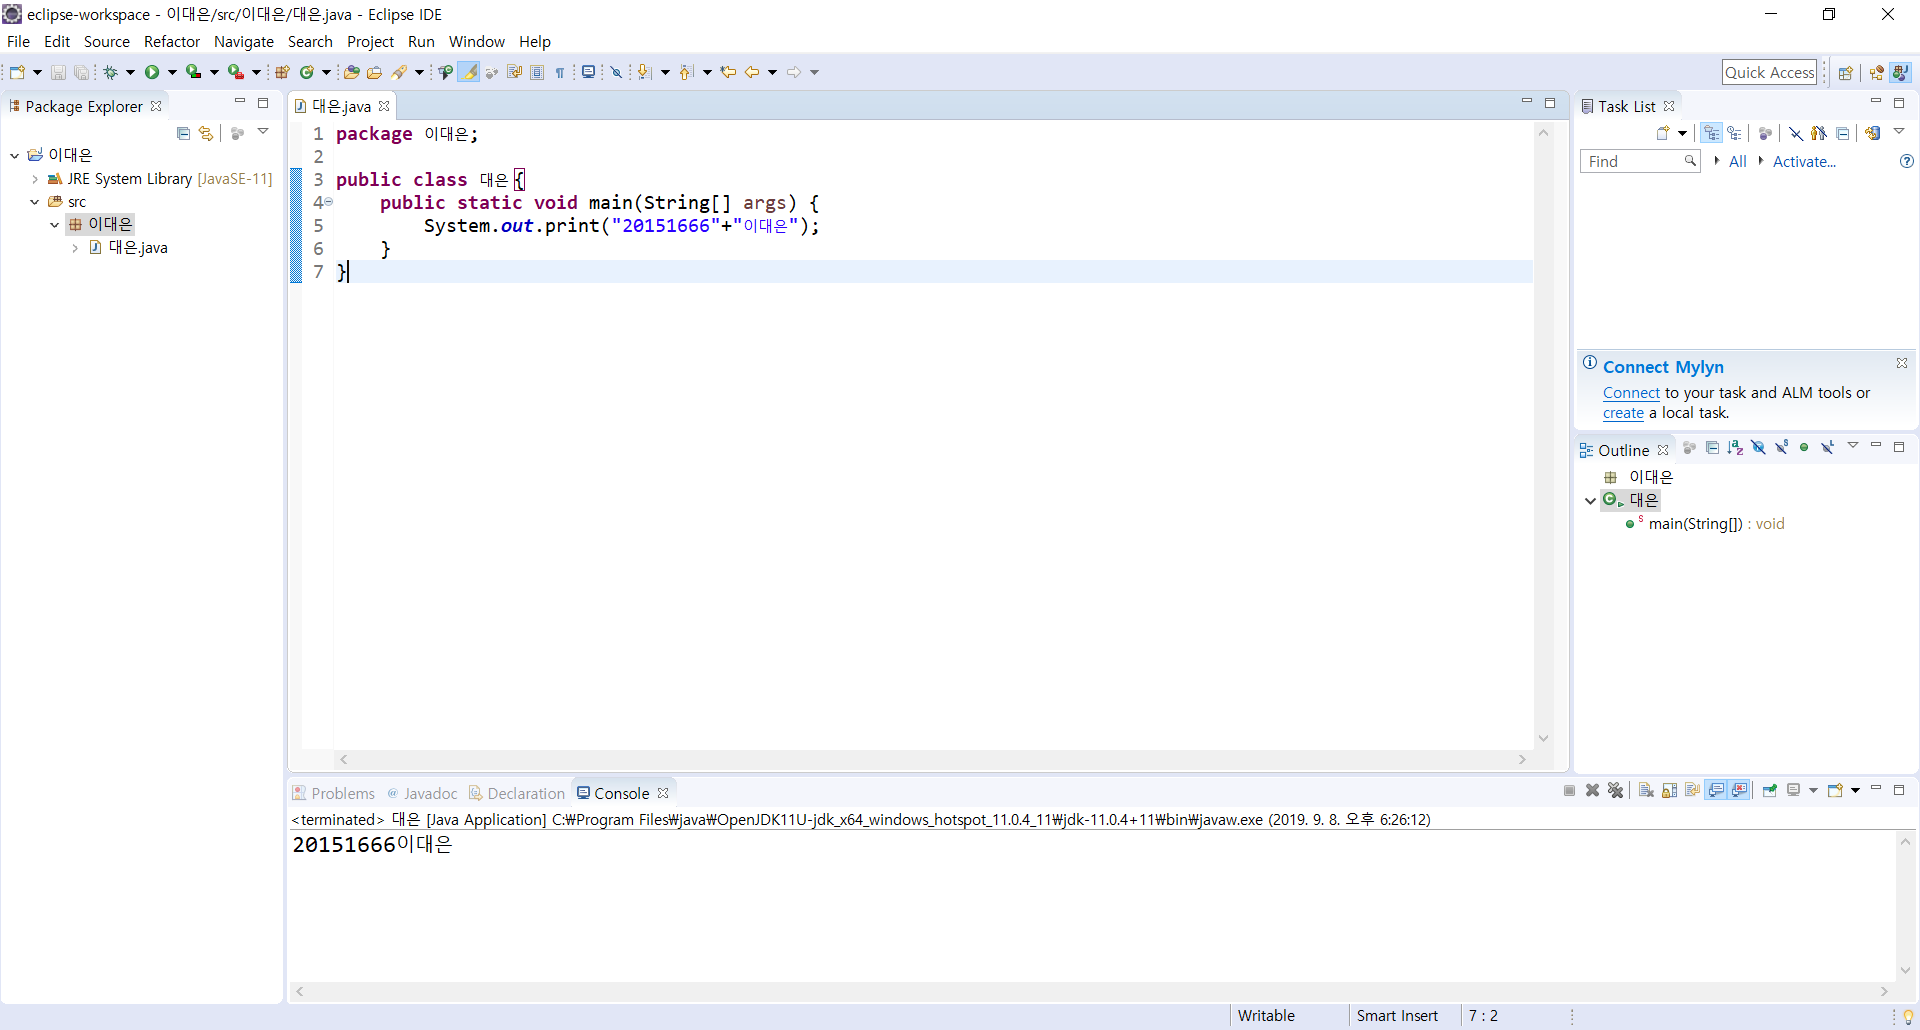 eclipse-workspace - 이대은/src/이대은/대은.java - Eclipse IDE
File Edit Source Refactor Navigate Search Project Run Window Help
Quick Access
Package Explorer
이대은
JRE System Library [JavaSE-11]
src
이대은
대은.java
대은.java
1 package 이대은;
2
3 public class 대은 {
4 public static void main(String[] args) {
5 System.out.print("20151666"+"이대은");
6 }
7 }
Task List
Find All Activate...
Connect Mylyn
Connect to your task and ALM tools or
create a local task.
Outline
이대은
대은
main(String[]) : void
Problems Javadoc Declaration Console
<terminated> 대은 [Java Application] C:₩Program Files₩java₩OpenJDK11U-jdk_x64_windows_hotspot_11.0.4_11₩jdk-11.0.4+11₩bin₩javaw.exe (2019. 9. 8. 오후 6:26:12)
20151666이대은
Writable Smart Insert 7 : 2